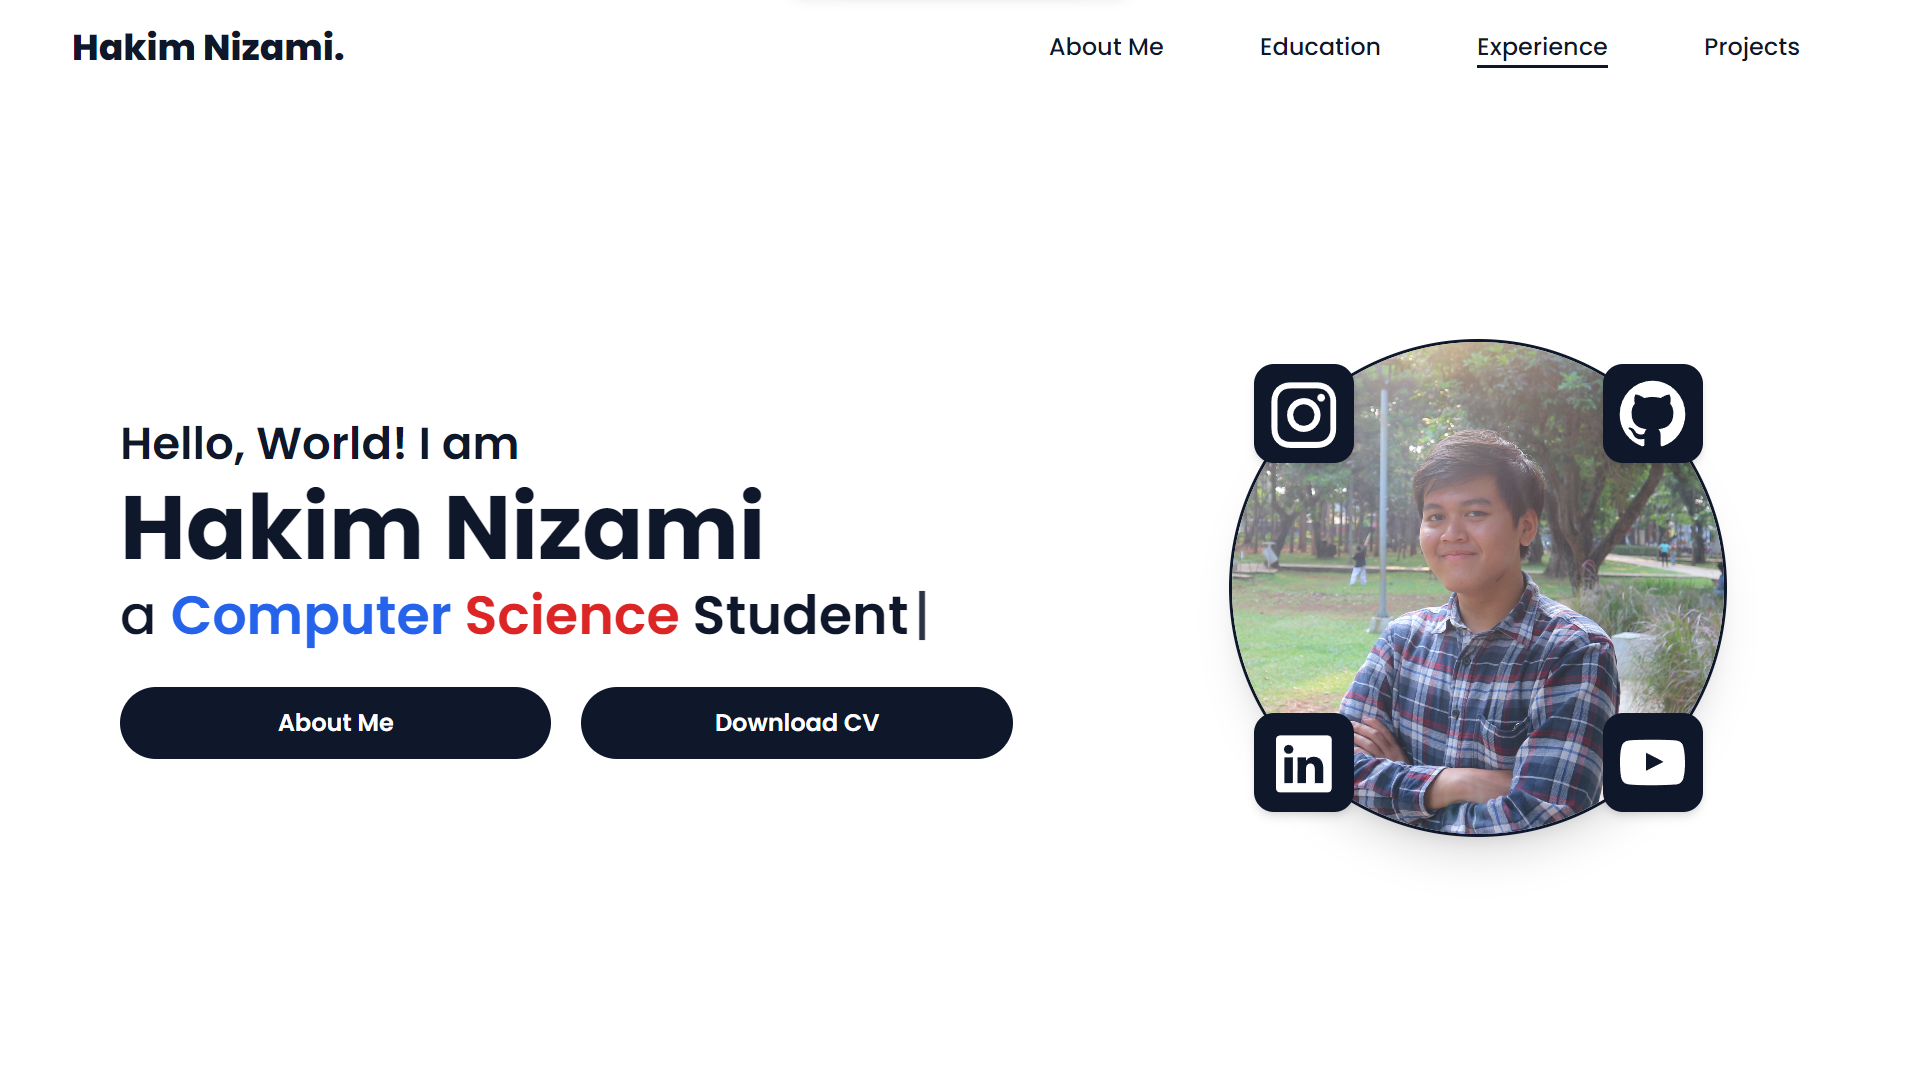 Hakim Nizami.
About Me
Education
Experience
Projects
Hello, World! I am
Hakim Nizami
a Computer Science Student|
About Me
Download CV
in